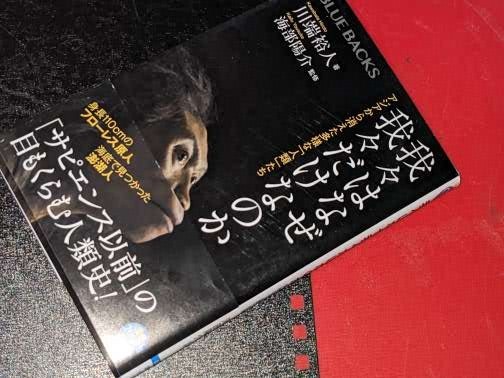 BLUE BACKS
川端裕人 著
海部陽介 監修
我々はなぜ
我々だけなのか
アジアから消えた多様な「人類」たち
身長110cmの
フローレス原人
海底で見つかった
澎湖人
「サピエンス以前」の
目もくらむ人類史!